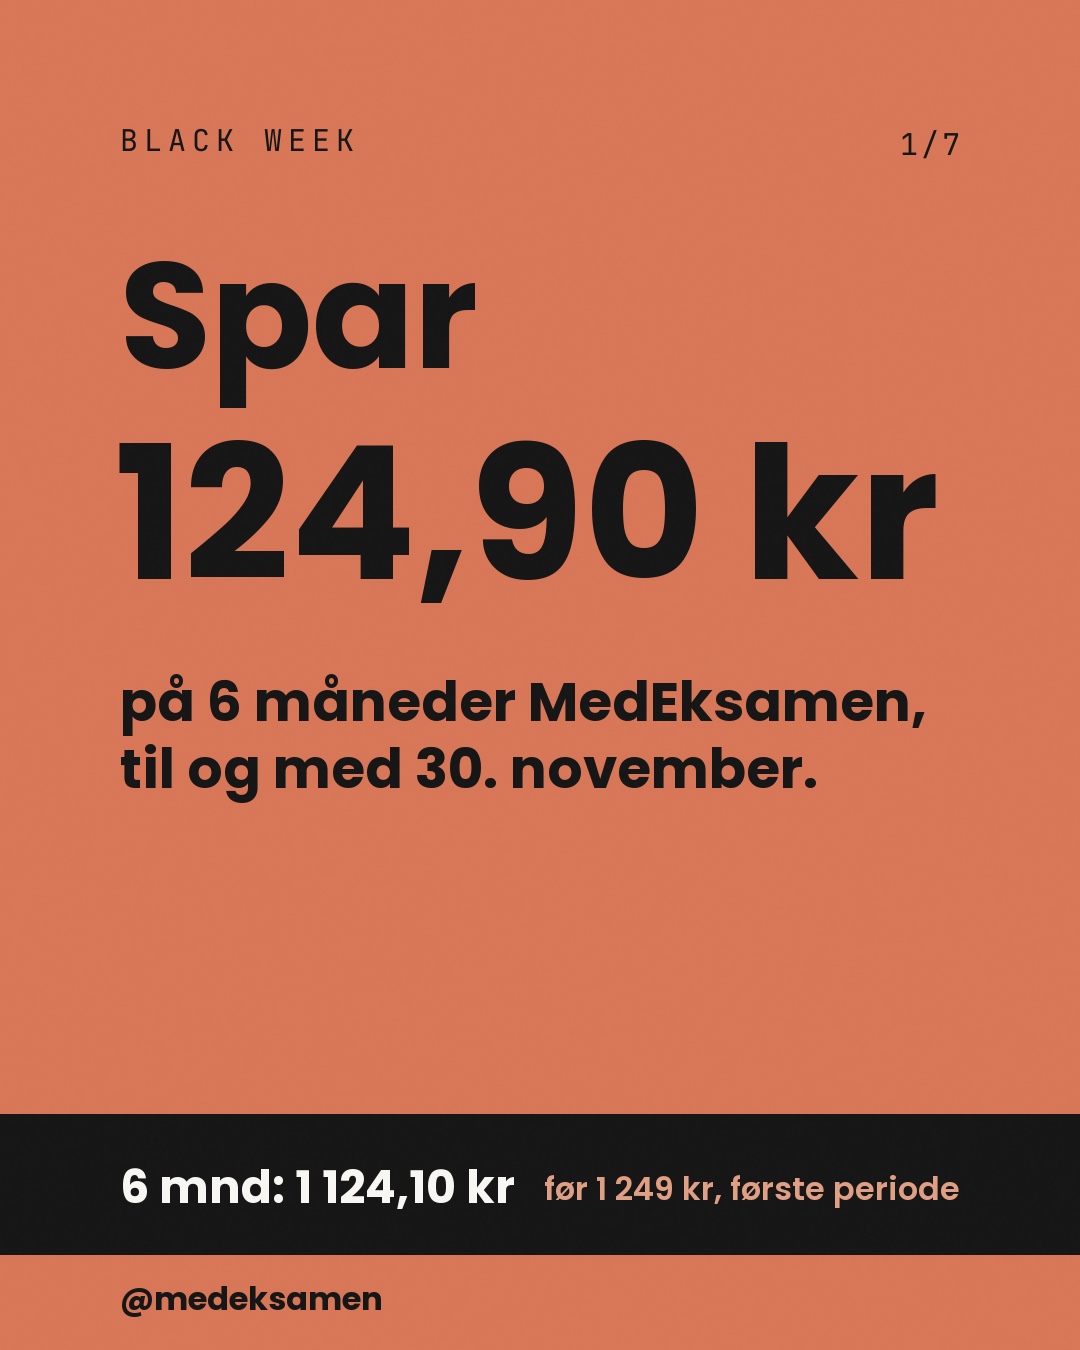 BLACK WEEK
1/7
Spar
124,90 kr
på 6 måneder MedEksamen,
til og med 30. november.
6 mnd: 1 124,10 kr
før 1 249 kr, første periode
@medeksamen